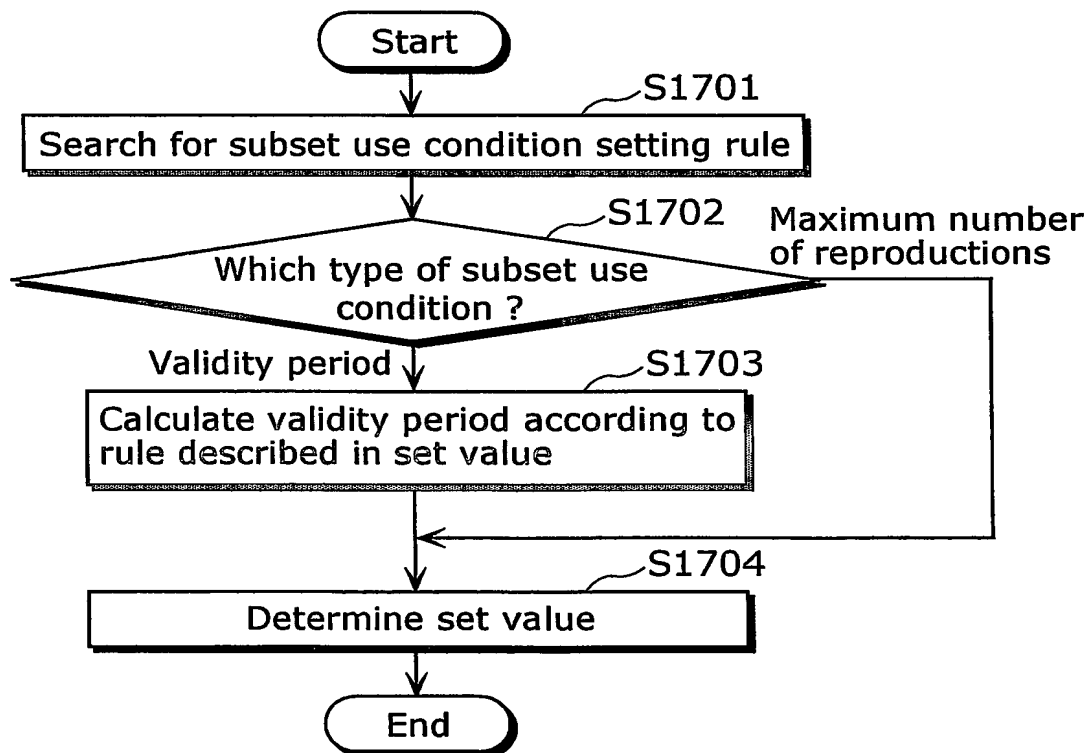 Start
S1701
Search for subset use condition setting rule
S1702
Maximum number
of reproductions
Which type of subset use
condition ?
Validity period
S1703
Calculate validity period according to
rule described in set value
S1704
Determine set value
End